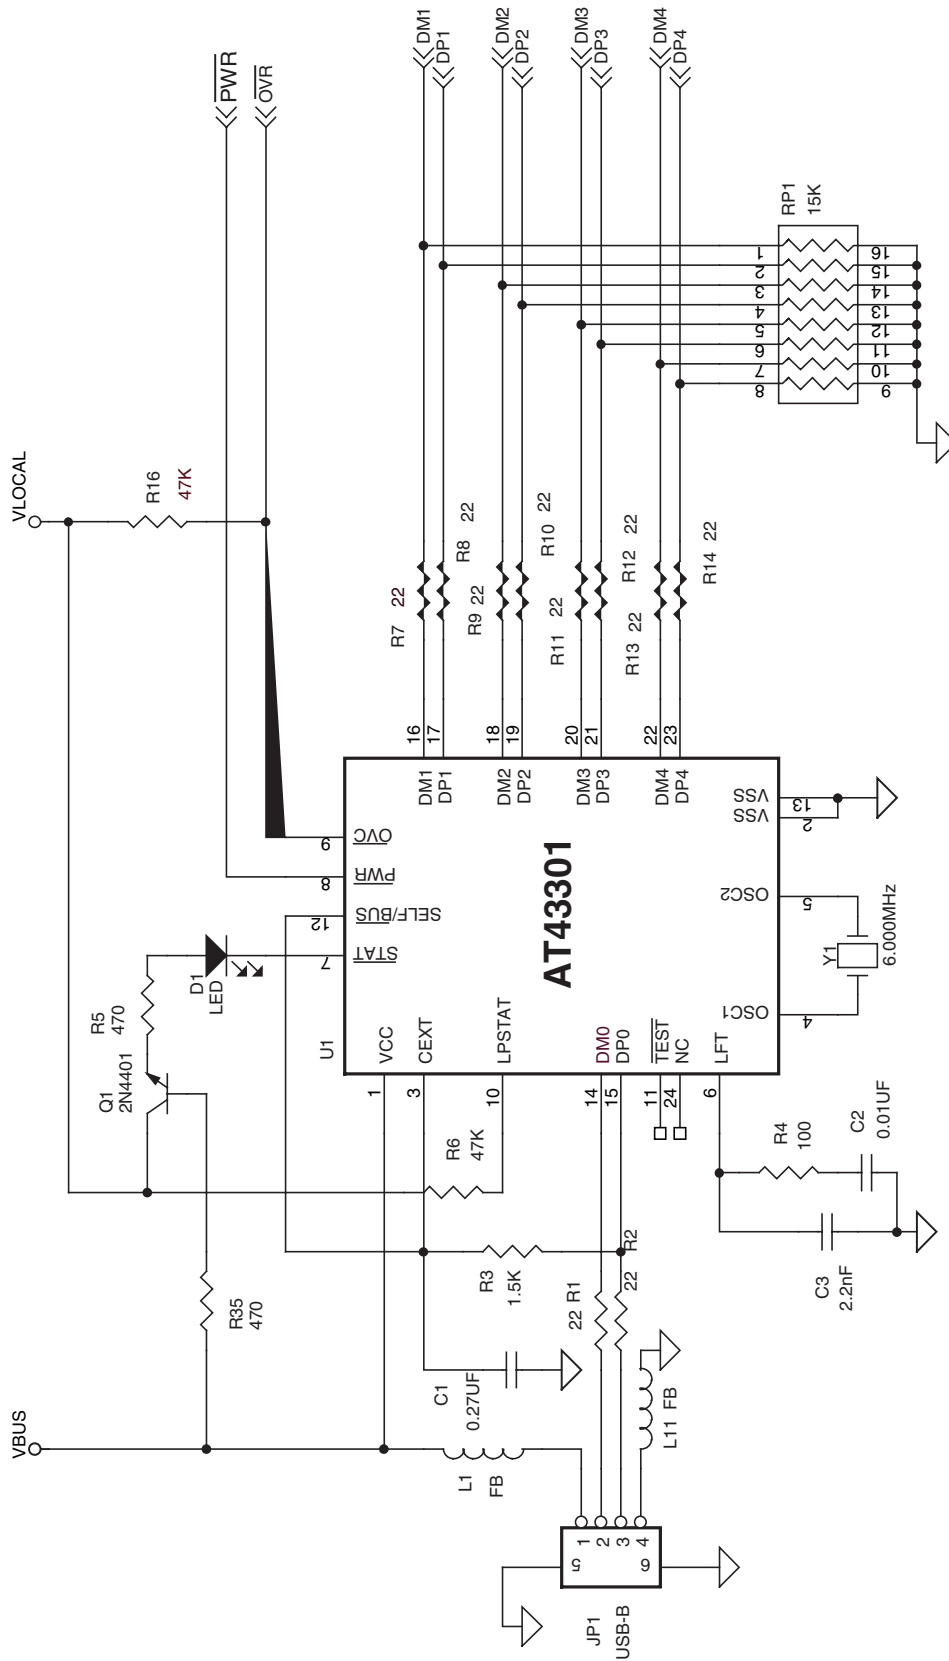 VBUS
VLOCAL
PWR
OVR
R35
470
Q1
2N4401
R5
470
D1
LED
R16
47K
L1
FB
C1
0.27UF
R3
1.5K
R6
47K
JP1
USB-B
1
2
3
4
5
6
L11 FB
22 R1
22
R2
C3
2.2nF
R4
100
C2
0.01UF
U1
AT43301
1
VCC
3
CEXT
10
LPSTAT
14
DM0
15
DP0
11
TEST
24
NC
6
LFT
7
STAT
12
SELF/BUS
8
PWR
9
OVC
4
OSC1
5
OSC2
2
VSS
13
VSS
Y1
6.000MHz
DM1
16
DP1
17
DM2
18
DP2
19
DM3
20
DP3
21
DM4
22
DP4
23
R7 22
R8 22
R9 22
R10 22
R11 22
R12 22
R13 22
R14 22
RP1
15K
1
2
3
4
5
6
7
8
16
15
14
13
12
11
10
9
DM1
DP1
DM2
DP2
DM3
DP3
DM4
DP4